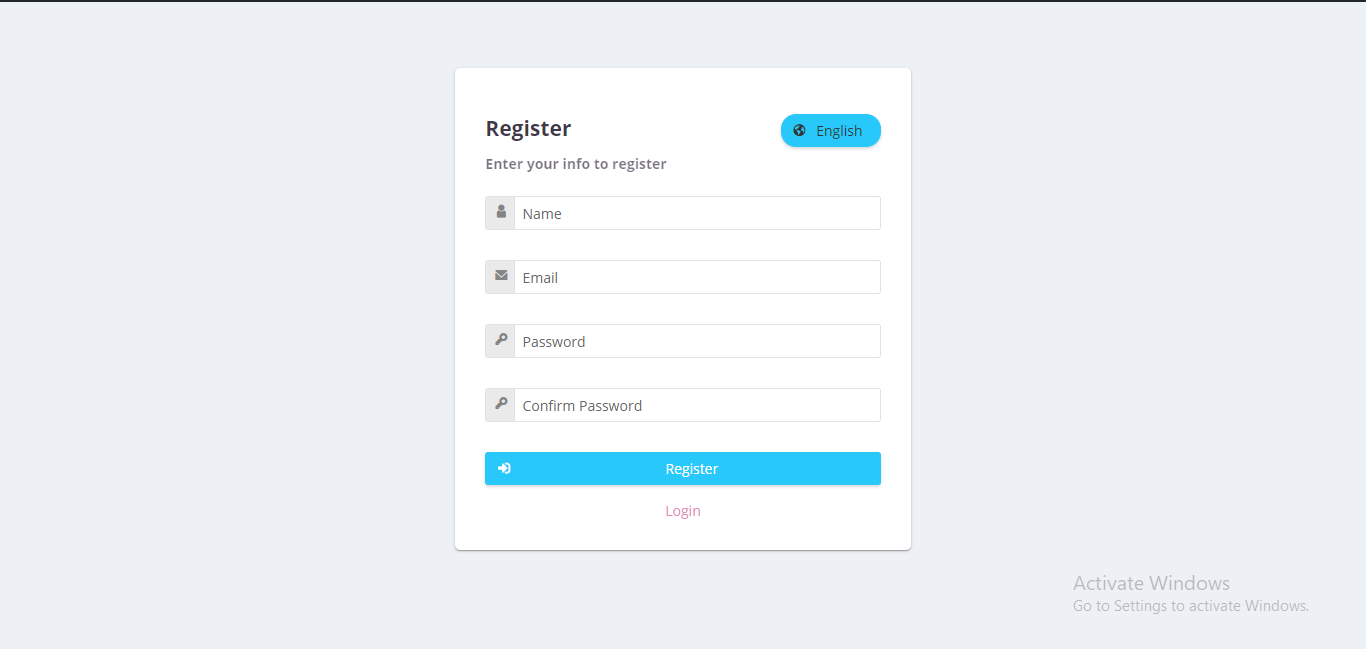 Register
English
Enter your info to register
Name
Email
Password
Confirm Password
Register
Login
Activate Windows
Go to Settings to activate Windows.